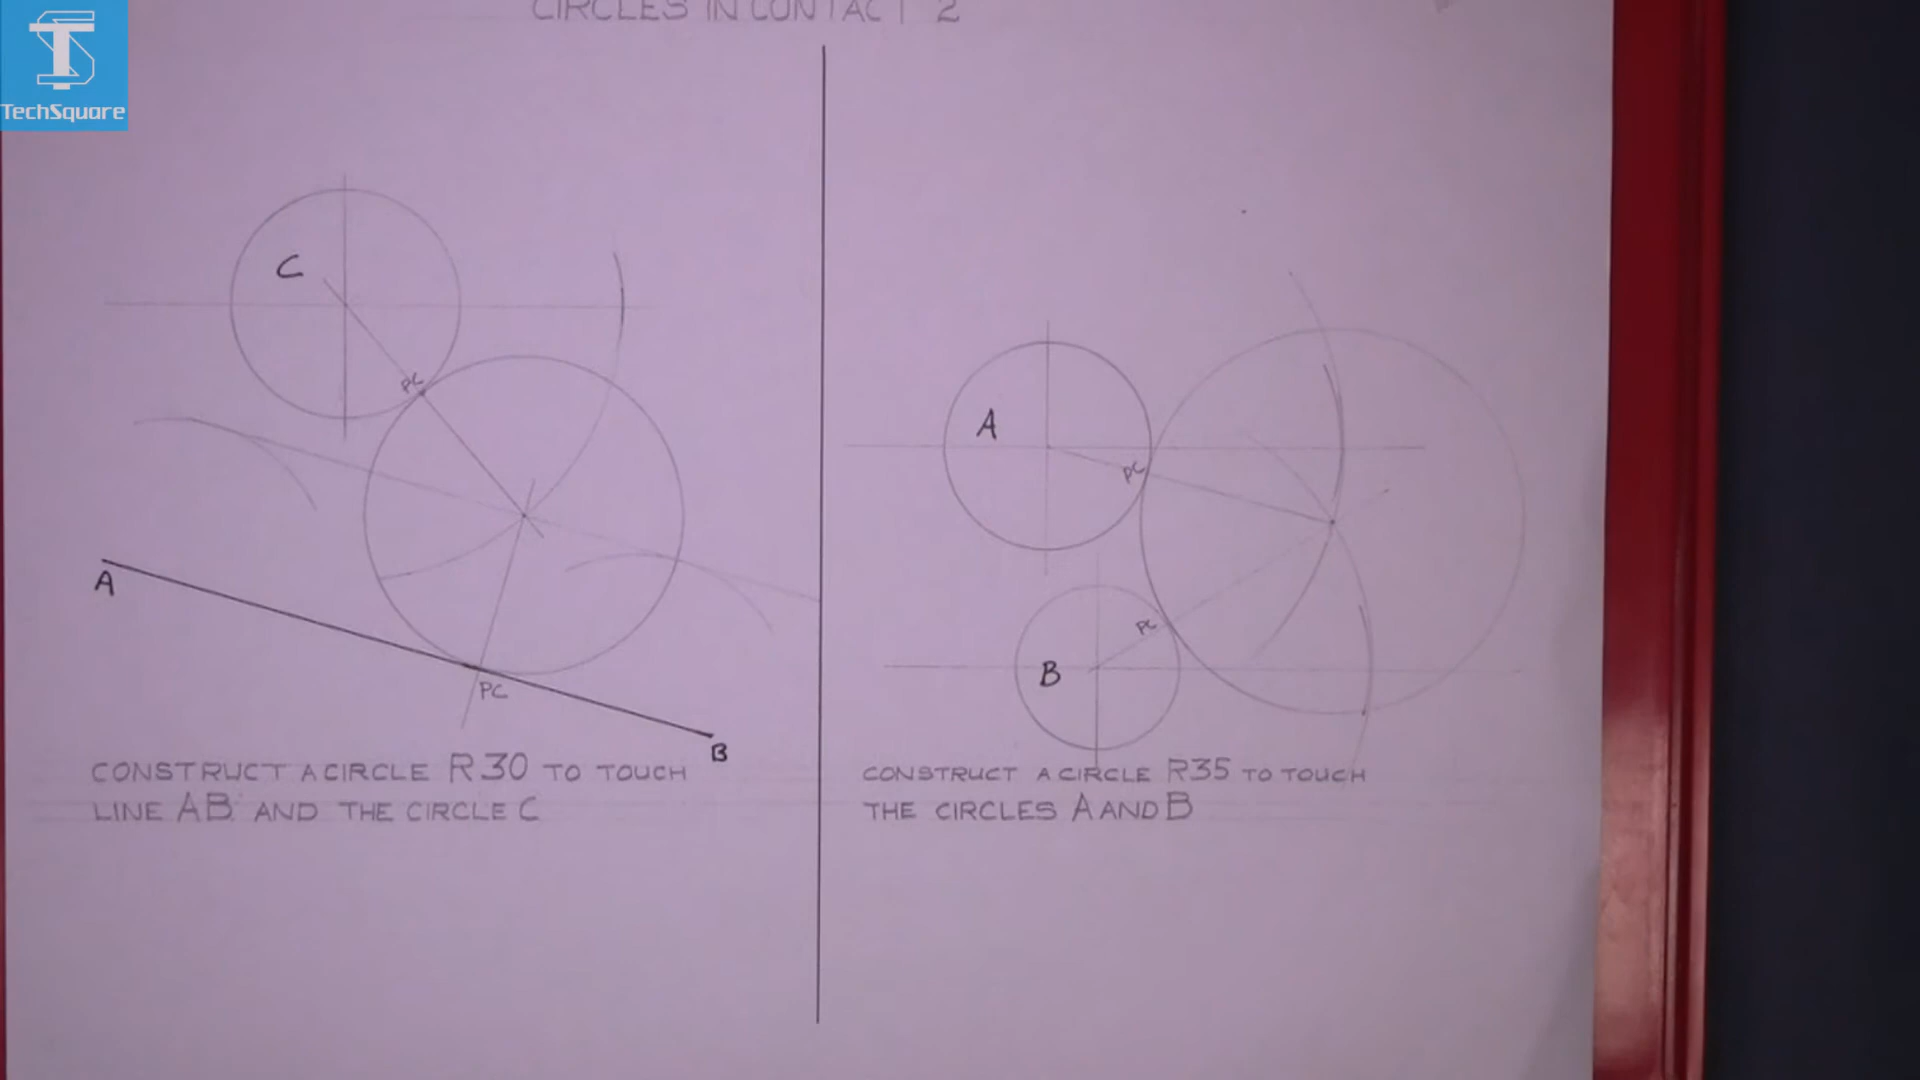 CIRCLES IN CONTACT 2
TechSquare
C
PC
A
PC
B
CONSTRUCT A CIRCLE R30 TO TOUCH
LINE AB AND THE CIRCLE C
A
PC
PC
B
CONSTRUCT A CIRCLE R35 TO TOUCH
THE CIRCLES A AND B